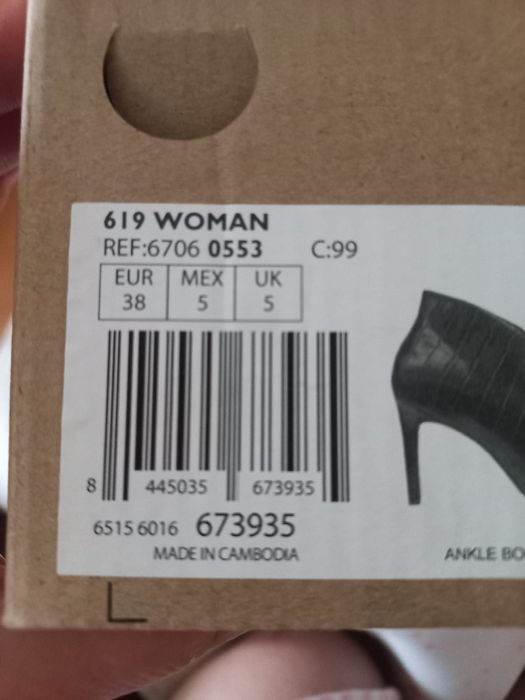 619 WOMAN
REF:6706 0553 C:99
EUR MEX UK
38 5 5
8 445035 673935
6515 6016 673935
MADE IN CAMBODIA
ANKLE BO